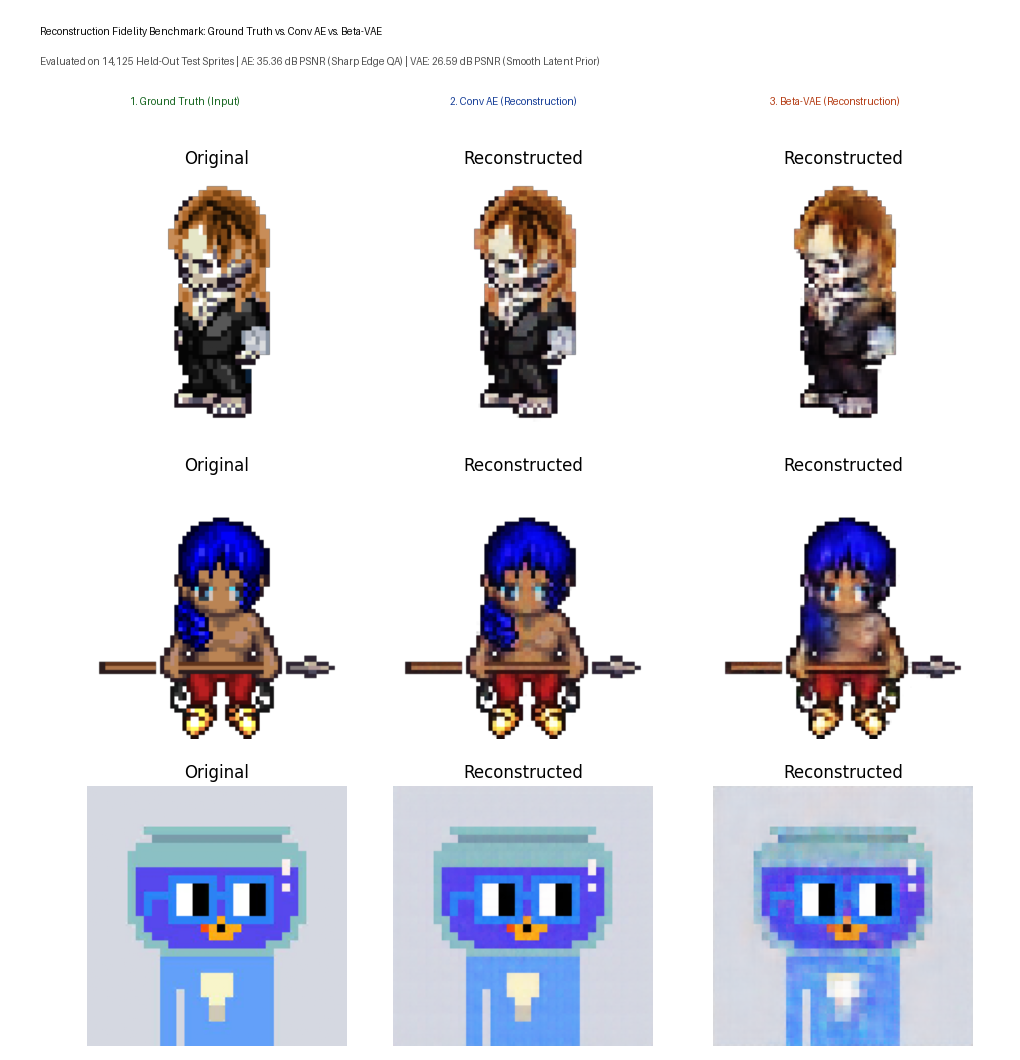 Reconstruction Fidelity Benchmark: Ground Truth vs. Conv AE vs. Beta-VAE
Evaluated on 14,125 Held-Out Test Sprites | AE: 35.36 dB PSNR (Sharp Edge QA) | VAE: 26.59 dB PSNR (Smooth Latent Prior)
1. Ground Truth (Input)
2. Conv AE (Reconstruction)
3. Beta-VAE (Reconstruction)
Original
Reconstructed
Reconstructed
Original
Reconstructed
Reconstructed
Original
Reconstructed
Reconstructed